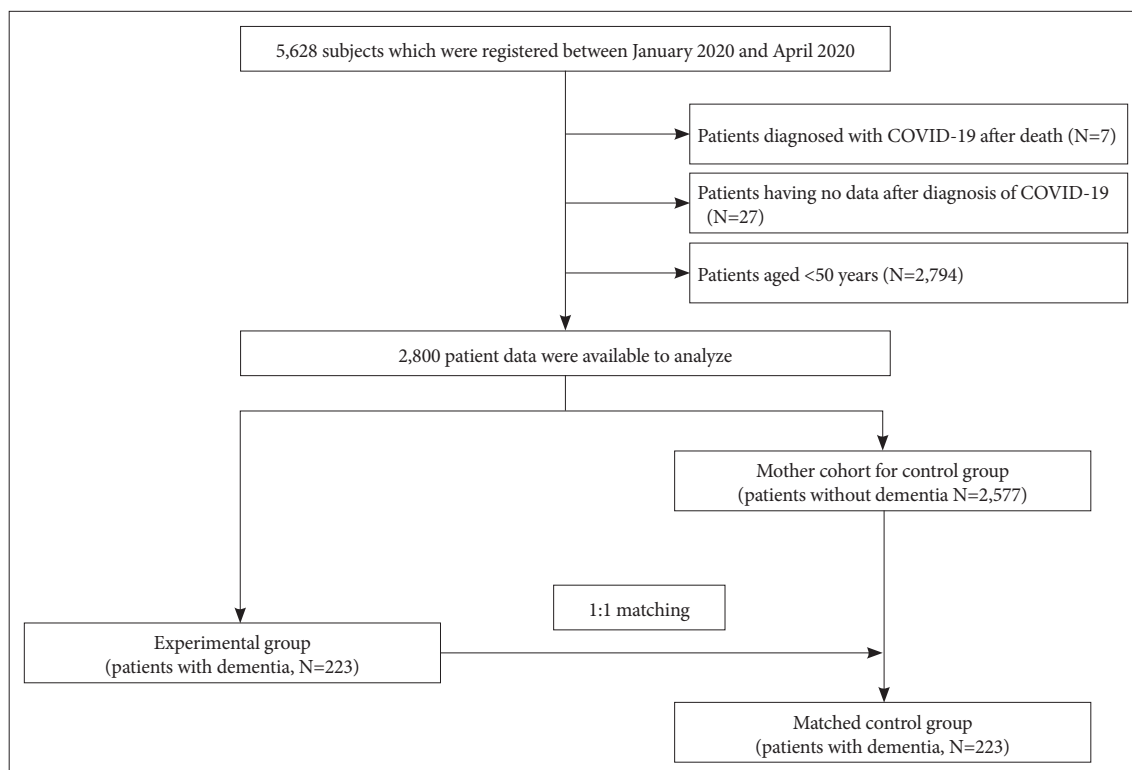 5,628 subjects which were registered between January 2020 and April 2020
Patients diagnosed with COVID-19 after death (N=7)
Patients having no data after diagnosis of COVID-19
(N=27)
Patients aged <50 years (N=2,794)
2,800 patient data were available to analyze
Mother cohort for control group
(patients without dementia N=2,577)
1:1 matching
Experimental group
(patients with dementia, N=223)
Matched control group
(patients with dementia, N=223)